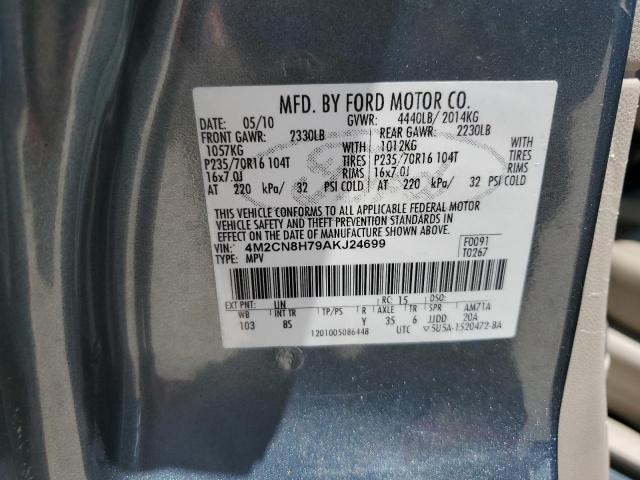 MFD. BY FORD MOTOR CO.
DATE: 05/10 GVWR: 4440LB/ 2014KG
FRONT GAWR: 2330LB REAR GAWR: 2230LB
1057KG WITH 1012KG WITH
P235/70R16 104T TIRES P235/70R16 104T TIRES
16x7.0J RIMS 16x7.0J RIMS
AT 220 kPa/ 32 PSI COLD AT 220 kPa/ 32 PSI COLD
THIS VEHICLE CONFORMS TO ALL APPLICABLE FEDERAL MOTOR
VEHICLE SAFETY AND THEFT PREVENTION STANDARDS IN
EFFECT ON THE DATE OF MANUFACTURE SHOWN ABOVE.
VIN: 4M2CN8H79AKJ24699 F0091
TYPE: MPV T0267
EXT PNT: UN RC: 15 DSO:
WB INT TR TP/PS R AXLE TR SPR AM71A
103 8S Y 35 6 JJDD 20A
1201005086448 UTC ▽5U5A-1520472-BA
Ford